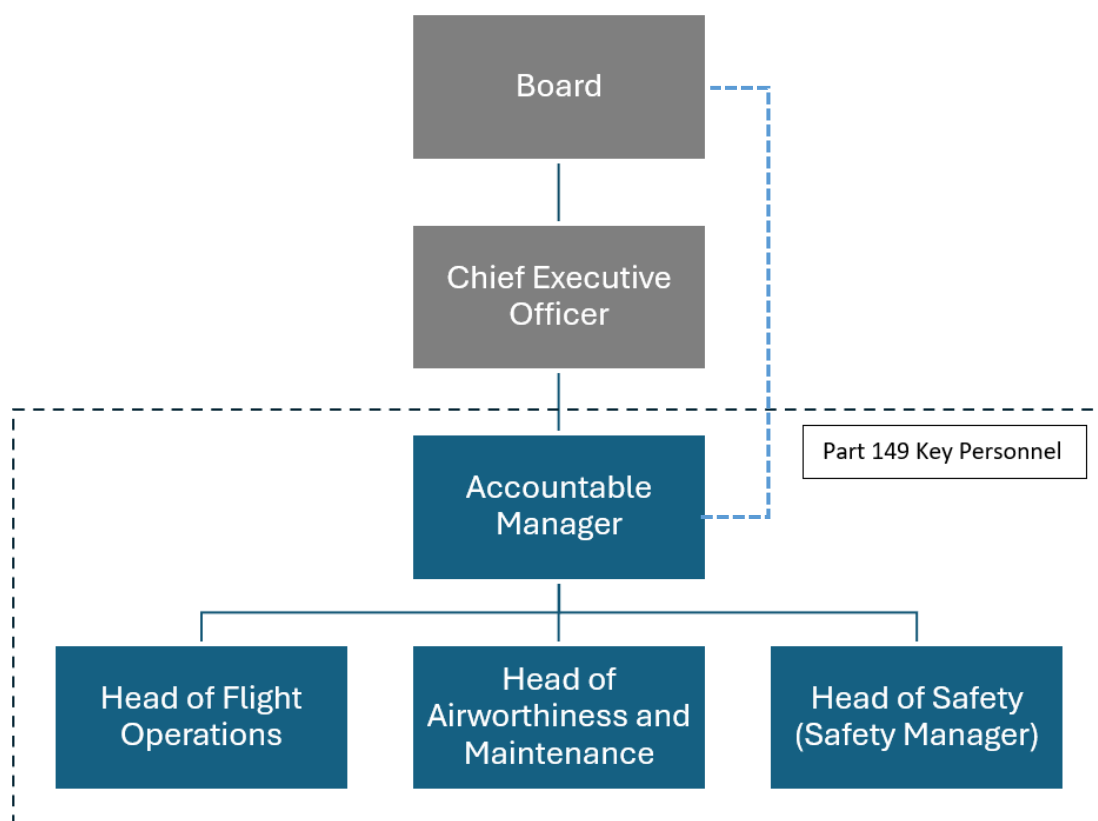 Board
Chief Executive
Officer
Part 149 Key Personnel
Accountable
Manager
Head of Flight
Operations
Head of
Airworthiness and
Maintenance
Head of Safety
(Safety Manager)